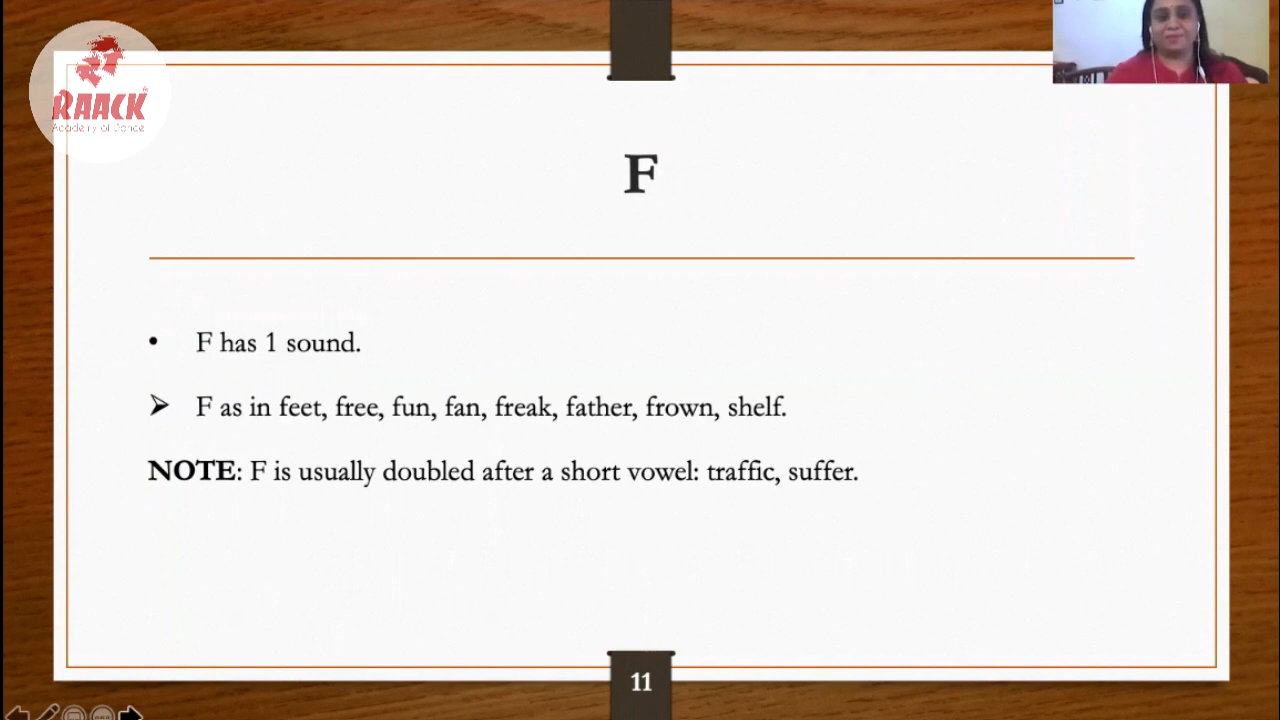 RAACK
Academy of Dance
F
• F has 1 sound.
➢ F as in feet, free, fun, fan, freak, father, frown, shelf.
NOTE: F is usually doubled after a short vowel: traffic, suffer.
11